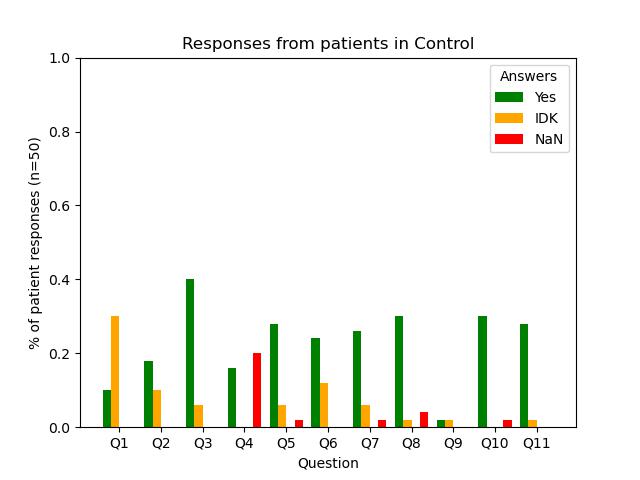 Responses from patients in Control
1.0
0.8
0.6
0.4
0.2
0.0
% of patient responses (n=50)
Answers
Yes
IDK
NaN
Q1 Q2 Q3 Q4 Q5 Q6 Q7 Q8 Q9 Q10 Q11
Question